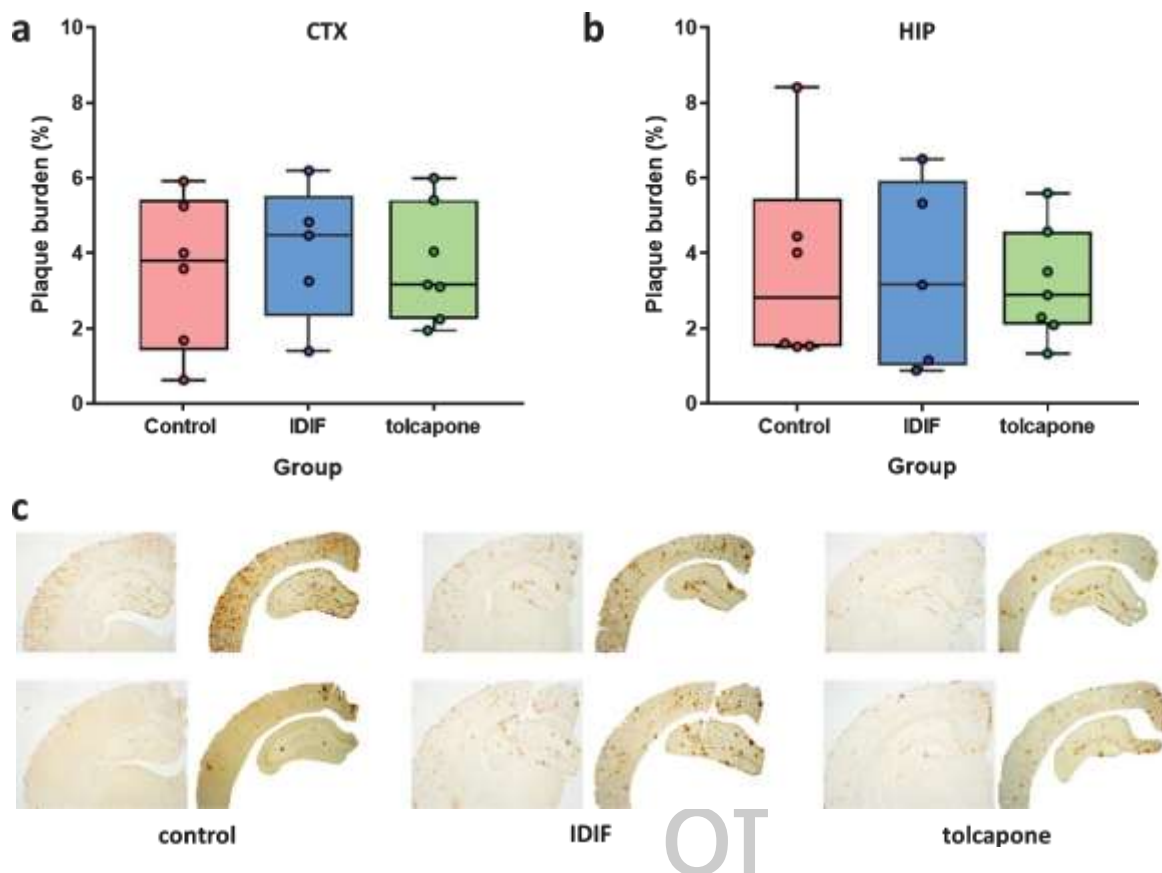 a
CTX
10
8
6
4
2
0
Plaque burden (%)
Control IDIF tolcapone
Group
b
HIP
10
8
6
4
2
0
Plaque burden (%)
Control IDIF tolcapone
Group
c
control IDIF tolcapone
OT